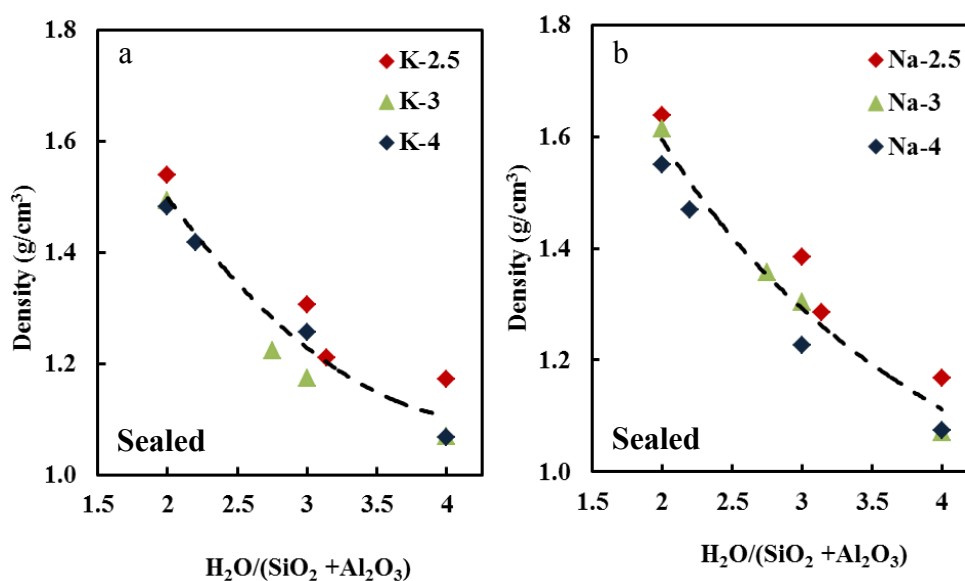 a
K-2.5
K-3
K-4
1.8
1.6
1.4
1.2
1.0
Density (g/cm³)
Sealed
1.5 2 2.5 3 3.5 4
H₂O/(SiO₂ +Al₂O₃)
b
Na-2.5
Na-3
Na-4
1.8
1.6
1.4
1.2
1.0
Density (g/cm³)
Sealed
1.5 2 2.5 3 3.5 4
H₂O/(SiO₂ +Al₂O₃)